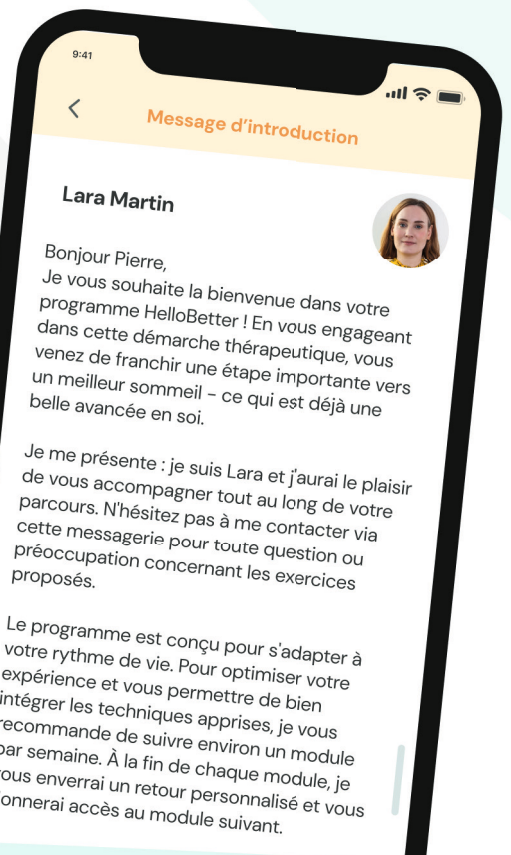 9:41
Message d'introduction
Lara Martin
Bonjour Pierre,
Je vous souhaite la bienvenue dans votre
programme HelloBetter ! En vous engageant
dans cette démarche thérapeutique, vous
venez de franchir une étape importante vers
un meilleur sommeil – ce qui est déjà une
belle avancée en soi.
Je me présente : je suis Lara et j'aurai le plaisir
de vous accompagner tout au long de votre
parcours. N'hésitez pas à me contacter via
cette messagerie pour toute question ou
préoccupation concernant les exercices
proposés.
Le programme est conçu pour s'adapter à
votre rythme de vie. Pour optimiser votre
expérience et vous permettre de bien
intégrer les techniques apprises, je vous
recommande de suivre environ un module
par semaine. À la fin de chaque module, je
vous enverrai un retour personnalisé et vous
donnerai accès au module suivant.